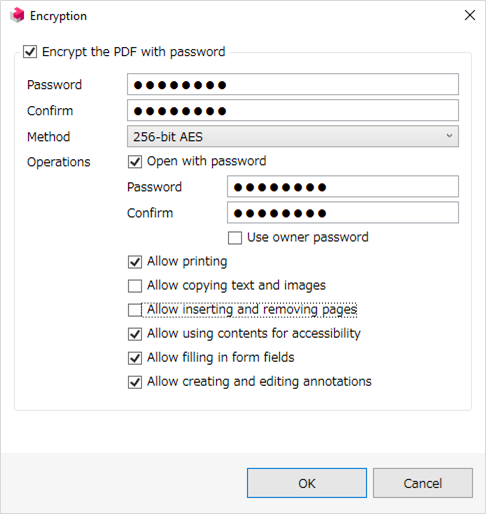 Encryption
Encrypt the PDF with password
Password ●●●●●●●●
Confirm ●●●●●●●●
Method 256-bit AES
Operations Open with password
Password ●●●●●●●●
Confirm ●●●●●●●●
Use owner password
Allow printing
Allow copying text and images
Allow inserting and removing pages
Allow using contents for accessibility
Allow filling in form fields
Allow creating and editing annotations
OK Cancel